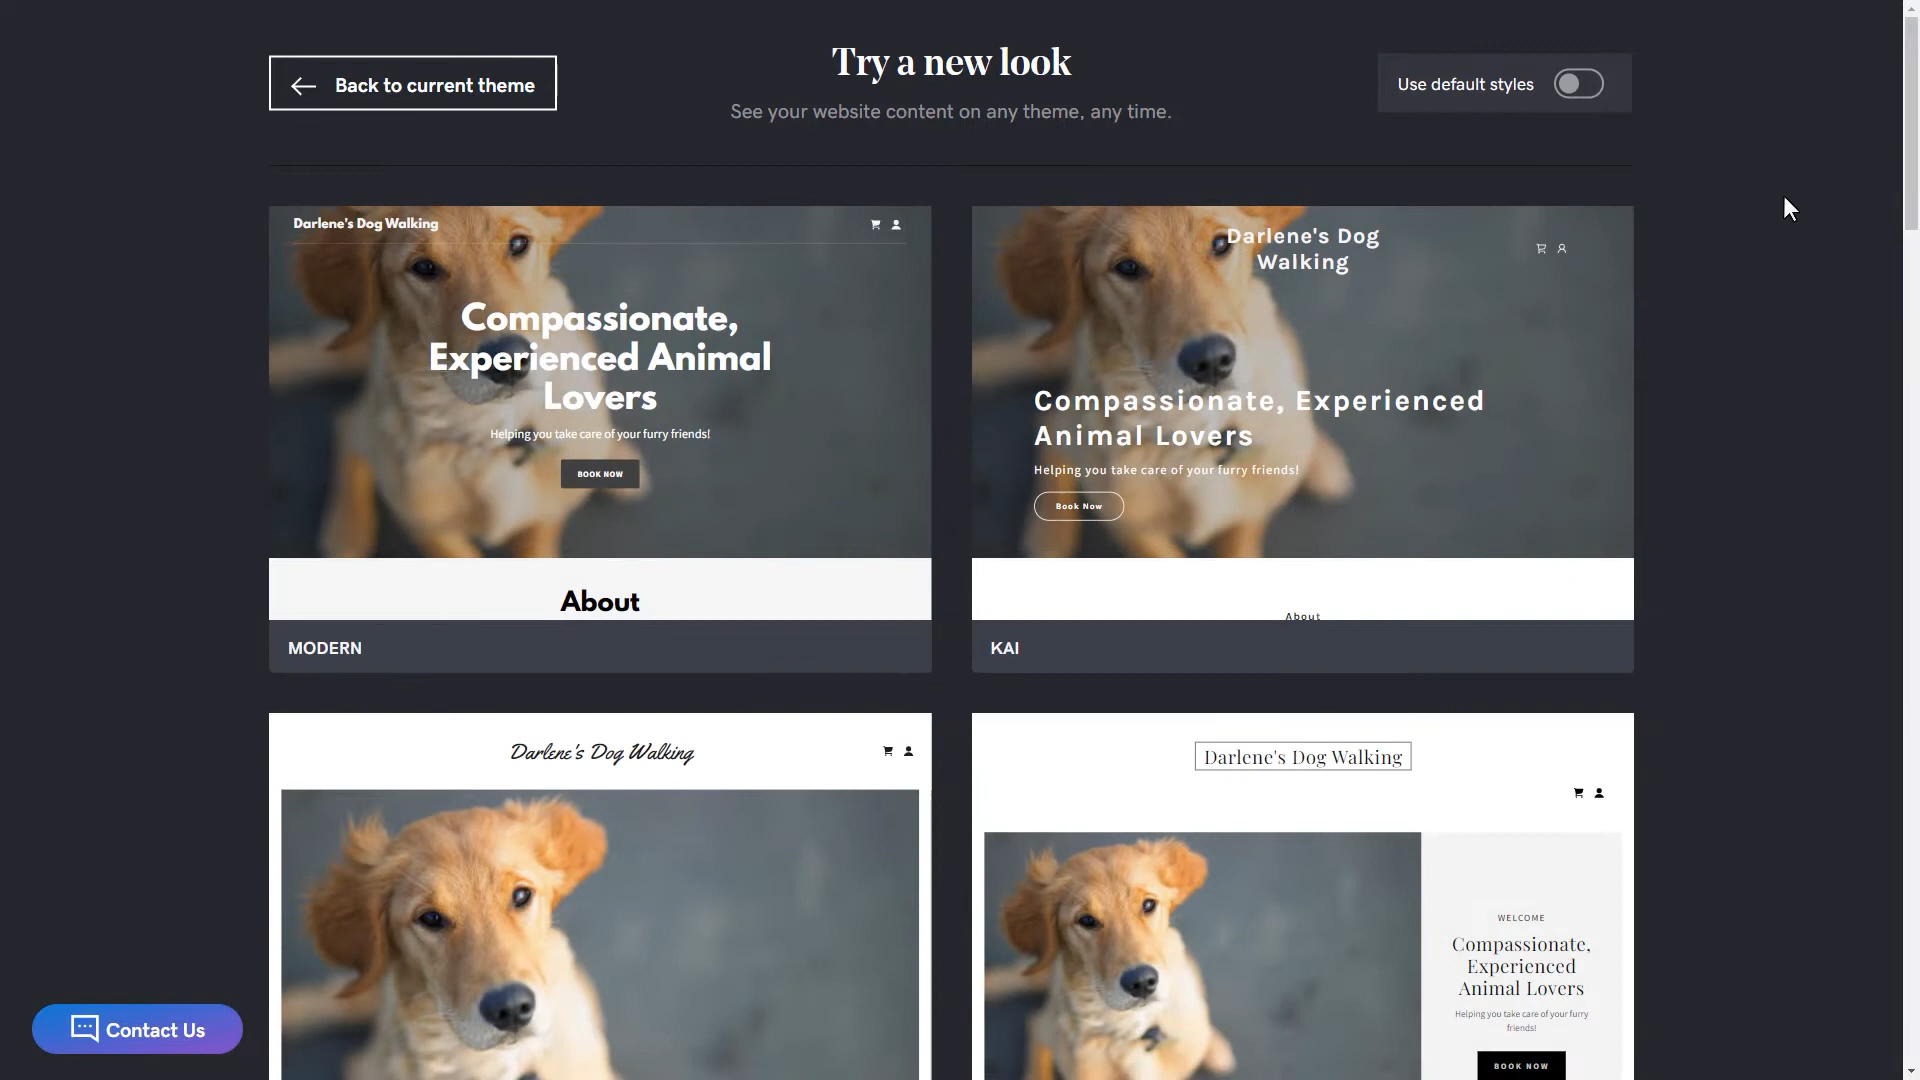 Back to current theme
Try a new look
See your website content on any theme, any time.
Use default styles
Darlene's Dog Walking
Compassionate,
Experienced Animal
Lovers
Helping you take care of your furry friends!
BOOK NOW
About
MODERN
Darlene's Dog
Walking
Compassionate, Experienced
Animal Lovers
Helping you take care of your furry friends!
Book Now
About
KAI
Darlene's Dog Walking
Darlene's Dog Walking
WELCOME
Compassionate,
Experienced
Animal Lovers
Helping you take care of your furry
friends!
BOOK NOW
Contact Us